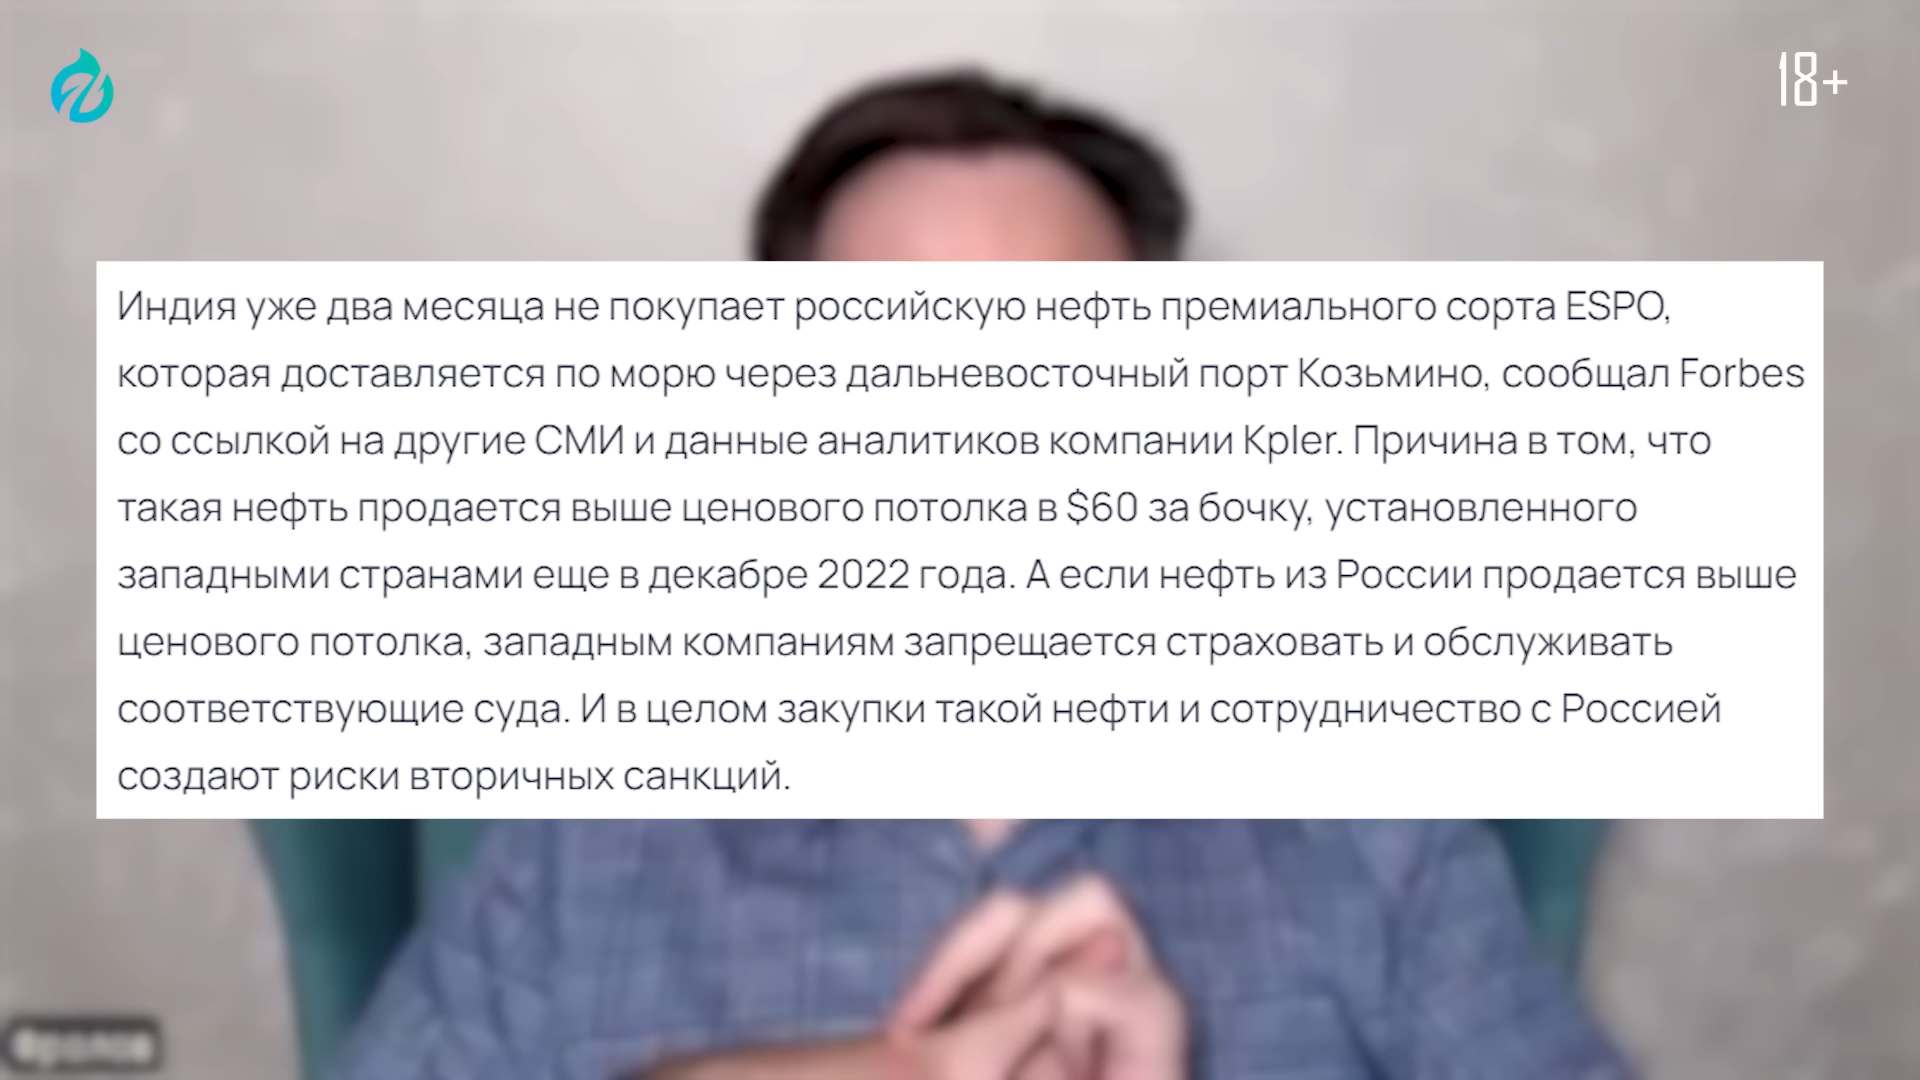 18+
Индия уже два месяца не покупает российскую нефть премиального сорта ESPO,
которая доставляется по морю через дальневосточный порт Козьмино, сообщал Forbes
со ссылкой на другие СМИ и данные аналитиков компании Kpler. Причина в том, что
такая нефть продается выше ценового потолка в $60 за бочку, установленного
западными странами еще в декабре 2022 года. А если нефть из России продается выше
ценового потолка, западным компаниям запрещается страховать и обслуживать
соответствующие суда. И в целом закупки такой нефти и сотрудничество с Россией
создают риски вторичных санкций.
Фролов